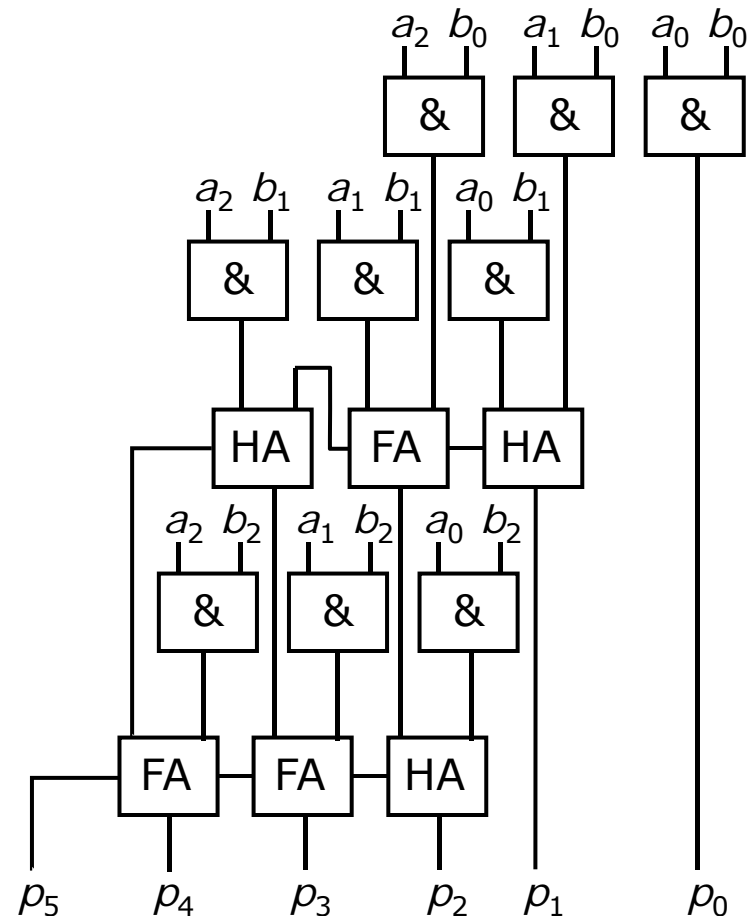 a₂ b₀ a₁ b₀ a₀ b₀
& & &
a₂ b₁ a₁ b₁ a₀ b₁
& & &
HA FA HA
a₂ b₂ a₁ b₂ a₀ b₂
& & &
FA FA HA
p₅ p₄ p₃ p₂ p₁ p₀